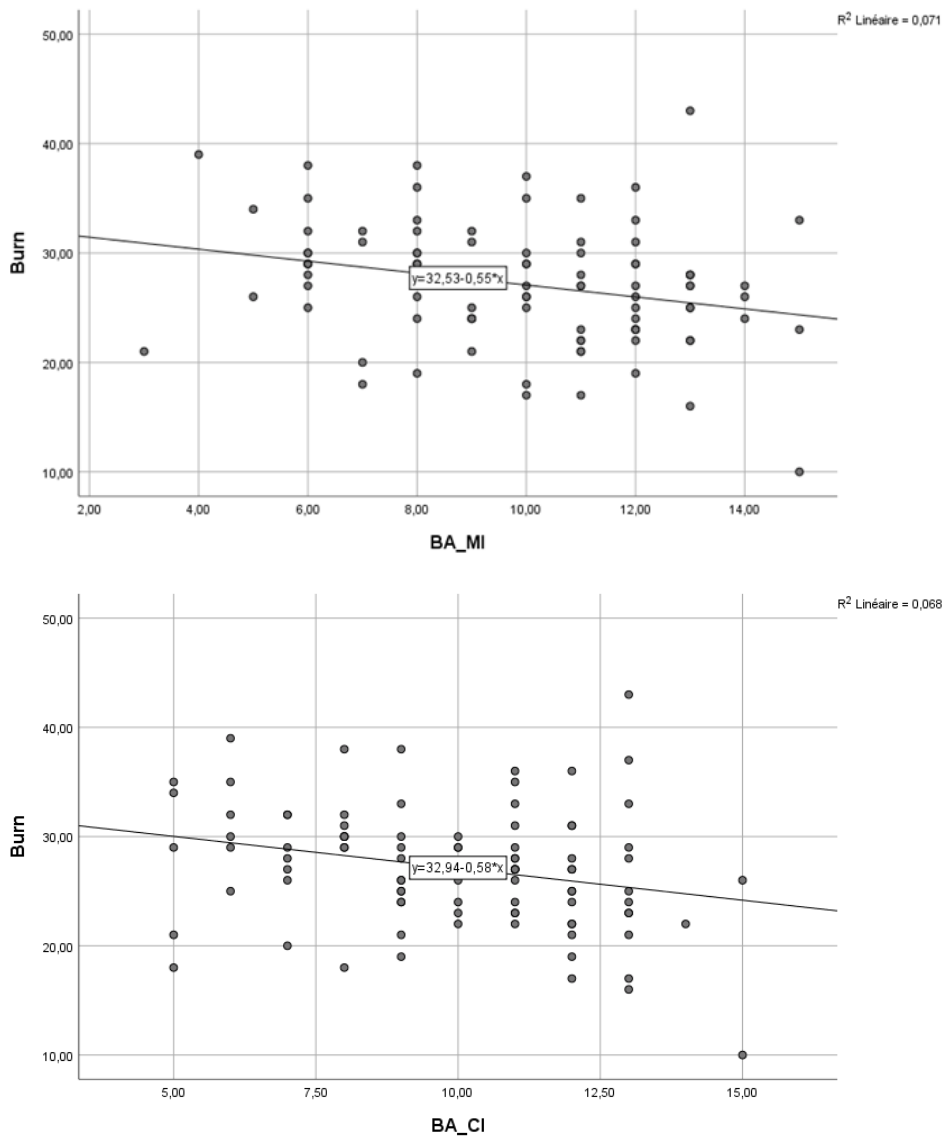 R² Linéaire = 0,071
50,00
40,00
30,00
20,00
10,00
Burn
y=32,53-0,55*x
2,00 4,00 6,00 8,00 10,00 12,00 14,00
BA_MI
R² Linéaire = 0,068
50,00
40,00
30,00
20,00
10,00
Burn
y=32,94-0,58*x
5,00 7,50 10,00 12,50 15,00
BA_CI